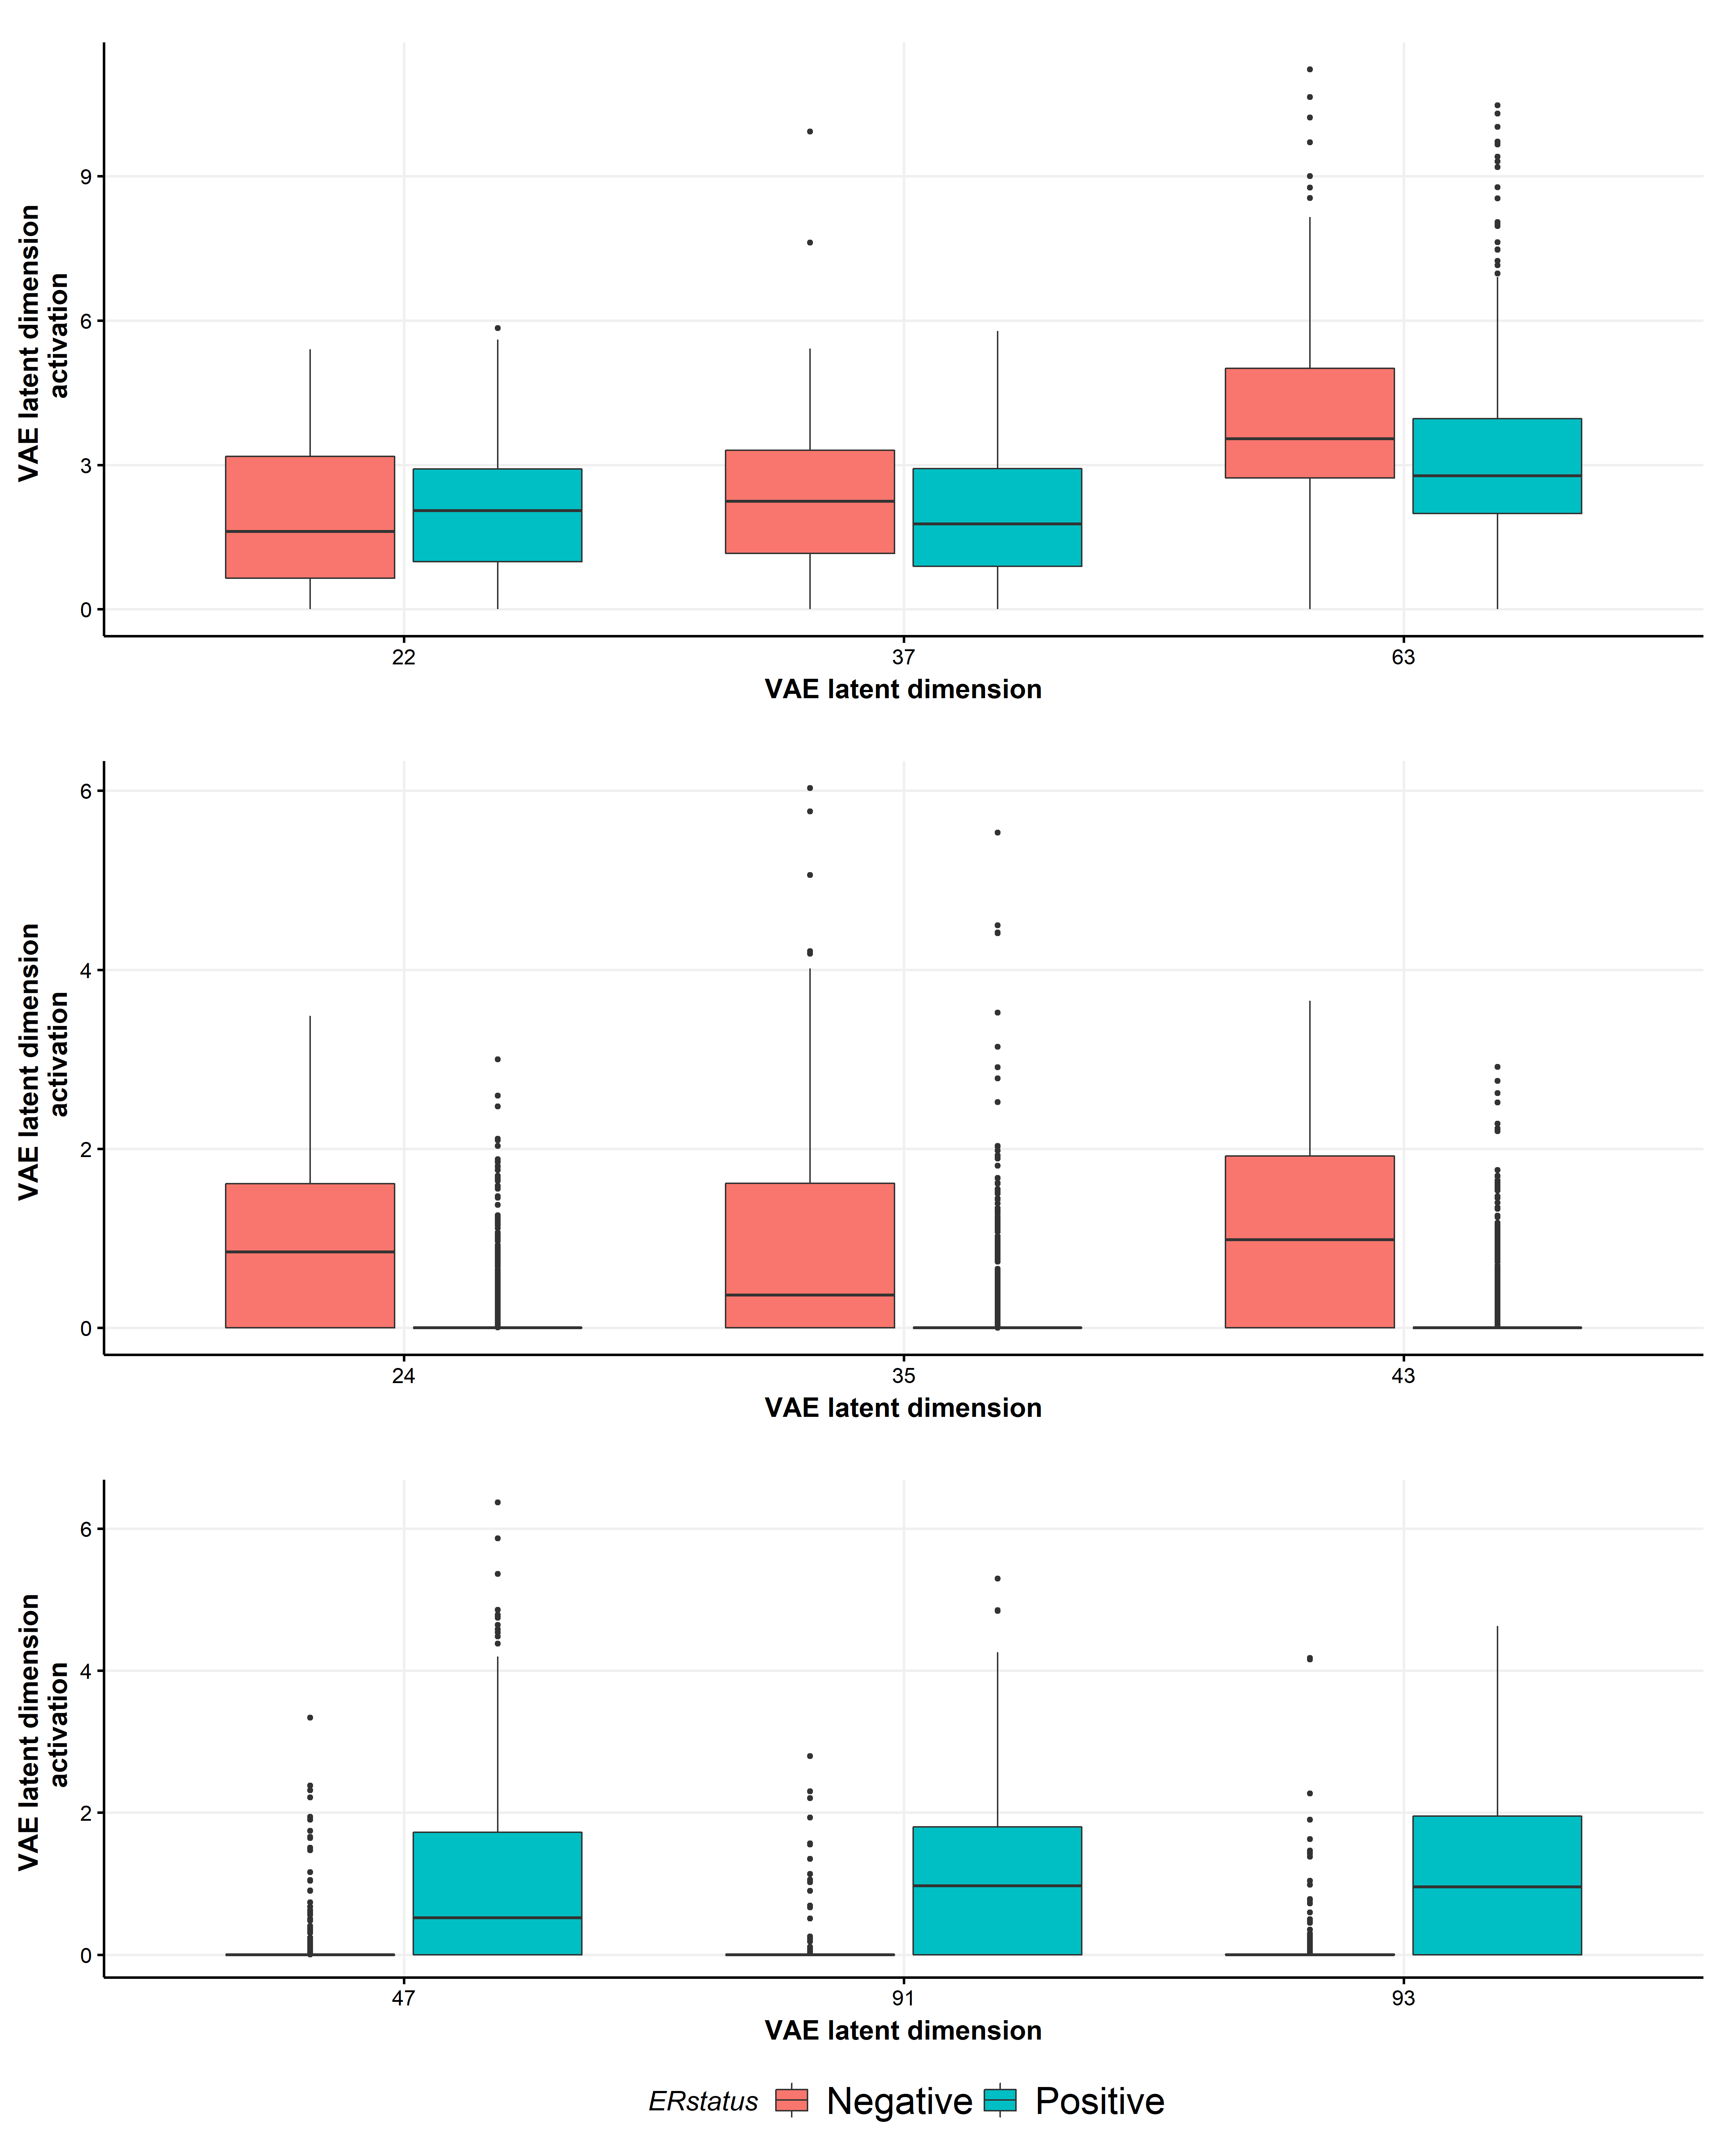 VAE latent dimension
activation
9
6
3
0
22 37 63
VAE latent dimension
VAE latent dimension
activation
6
4
2
0
24 35 43
VAE latent dimension
VAE latent dimension
activation
6
4
2
0
47 91 93
VAE latent dimension
ERstatus Negative Positive